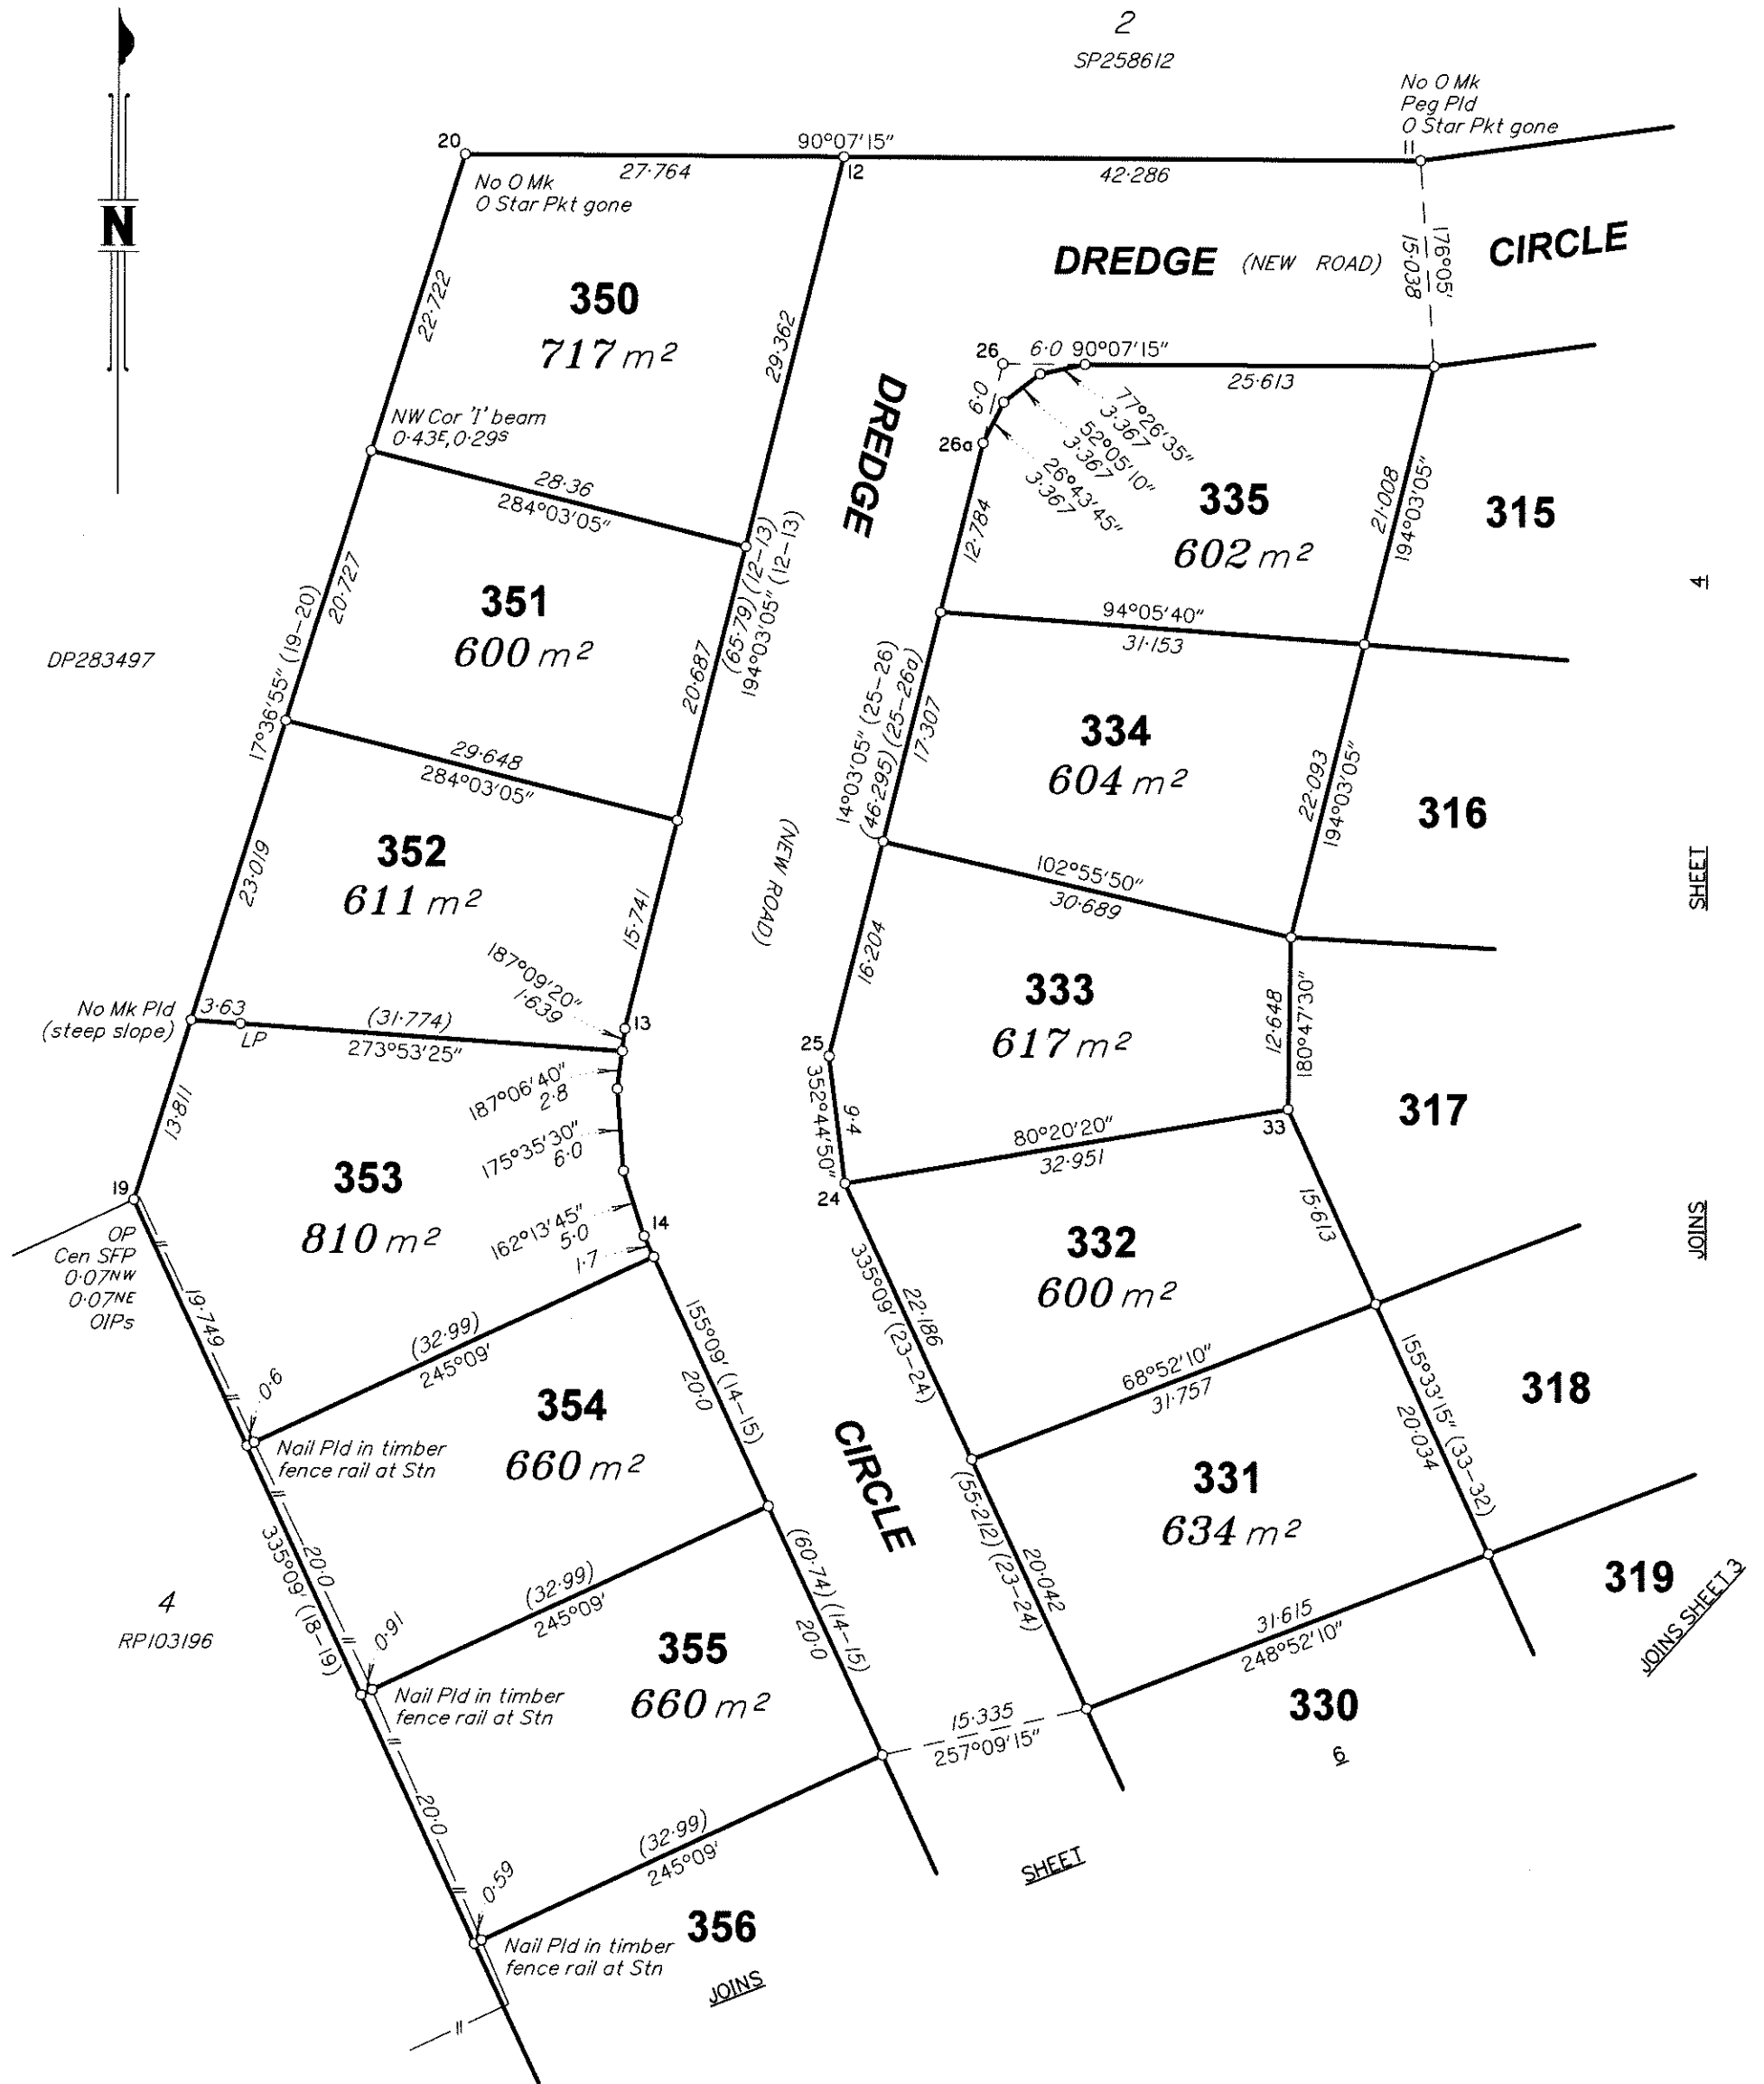 2
SP258612
No O Mk
Peg Pld
O Star Pkt gone
11
20
90°07'15"
27·764
12
42·286
No O Mk
O Star Pkt gone
N
DREDGE (NEW ROAD) CIRCLE
176°05'
15·038
22·722
350
717 m²
29·362
26
6·0
90°07'15"
25·613
6·0
26a
77°26'35"
3·367
52°05'10"
3·367
26°43'45"
3·367
NW Cor 'I' beam
0·43E, 0·29S
28·36
284°03'05"
DREDGE
12·784
335
602 m²
21·008
194°03'05"
315
4
20·727
351
600 m²
(65·79) (12–13)
194°03'05" (12–13)
20·687
94°05'40"
31·153
DP283497
17°36'55" (19–20)
29·648
284°03'05"
14°03'05" (25–26)
(46·295) (25–26a)
17·307
334
604 m²
22·093
194°03'05"
316
SHEET
23·019
352
611 m²
15·741
(NEW ROAD)
102°55'50"
30·689
187°09'20"
1·639
16·204
333
617 m²
12·648
180°47'30"
No Mk Pld
(steep slope)
3·63
LP
(31·774)
273°53'25"
13
25
187°06'40"
2·8
352°44'50"
9·4
317
13·811
175°35'30"
6·0
80°20'20"
32·951
33
19
353
810 m²
162°13'45"
5·0
14
1·7
24
15·613
JOINS
OP
Cen SFP
0·07NW
0·07NE
OIPs
332
600 m²
335°09' (23–24)
22·186
19·749
(32·99)
245°09'
155°09' (14–15)
20·0
68°52'10"
31·757
155°33'15" (33–32)
20·034
318
0·6
Nail Pld in timber
fence rail at Stn
354
660 m²
CIRCLE
331
634 m²
(55·212) (23–24)
20·042
20·0
335°09' (18–19)
(32·99)
245°09'
(60·74) (14–15)
20·0
319
JOINS SHEET 3
4
RP103196
0·91
Nail Pld in timber
fence rail at Stn
355
660 m²
31·615
248°52'10"
15·335
257°09'15"
330
6
20·0
(32·99)
245°09'
SHEET
0·59
Nail Pld in timber
fence rail at Stn
356
JOINS